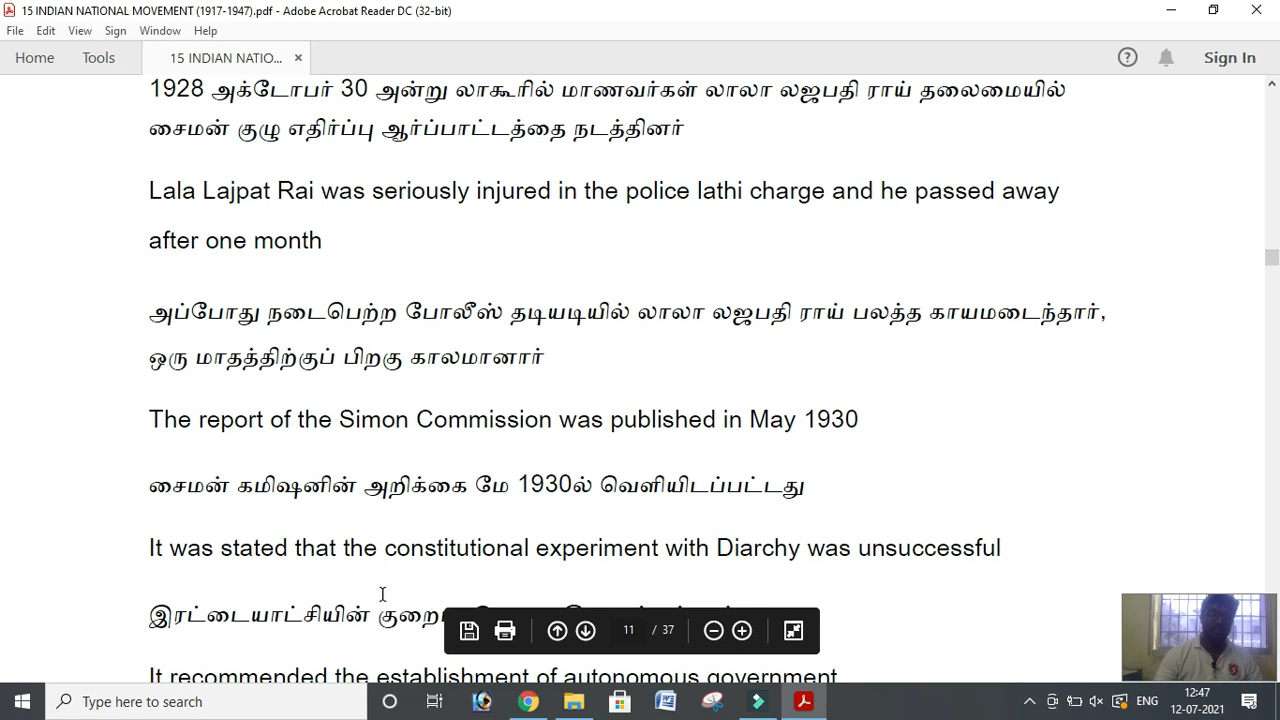 15 INDIAN NATIONAL MOVEMENT (1917-1947).pdf - Adobe Acrobat Reader DC (32-bit)
File Edit View Sign Window Help
Home Tools 15 INDIAN NATIO... × Sign In
1928 அக்டோபர் 30 அன்று லாகூரில் மாணவர்கள் லாலா லஜபதி ராய் தலைமையில்
சைமன் குழு எதிர்ப்பு ஆர்ப்பாட்டத்தை நடத்தினர்
Lala Lajpat Rai was seriously injured in the police lathi charge and he passed away
after one month
அப்போது நடைபெற்ற போலீஸ் தடியடியில் லாலா லஜபதி ராய் பலத்த காயமடைந்தார்,
ஒரு மாதத்திற்குப் பிறகு காலமானார்
The report of the Simon Commission was published in May 1930
சைமன் கமிஷனின் அறிக்கை மே 1930ல் வெளியிடப்பட்டது
It was stated that the constitutional experiment with Diarchy was unsuccessful
இரட்டையாட்சியின்
11 / 37
It recommended the establishment of autonomous government
Type here to search
ENG
12:47
12-07-2021